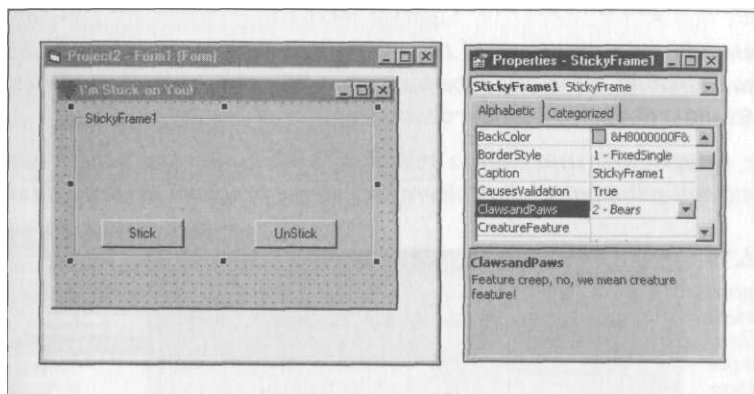 Project2 - Form1 (Form)
I'm Stuck on You!
StickyFrame1
Stick
UnStick
Properties - StickyFrame1
StickyFrame1 StickyFrame
Alphabetic
Categorized
BackColor &H8000000F&
BorderStyle 1 - FixedSingle
Caption StickyFrame1
CausesValidation True
ClawsandPaws 2 - Bears
CreatureFeature
ClawsandPaws
Feature creep, no, we mean creature
feature!